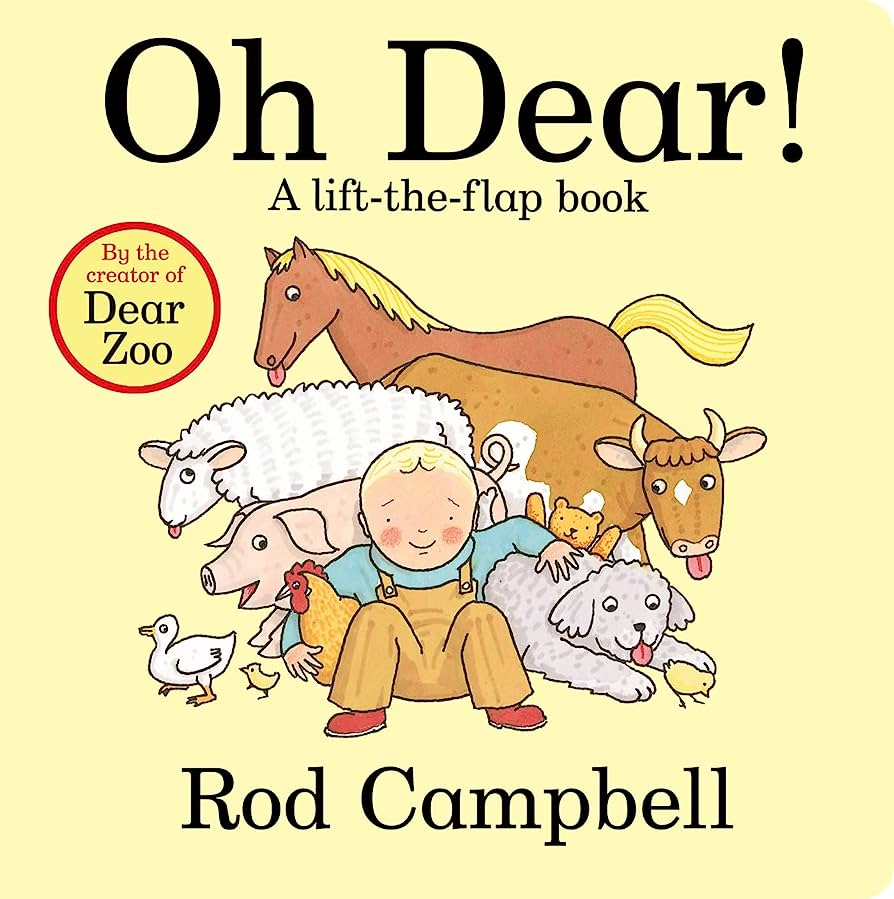 Oh Dear!
A lift-the-flap book
By the
creator of
Dear
Zoo
Rod Campbell